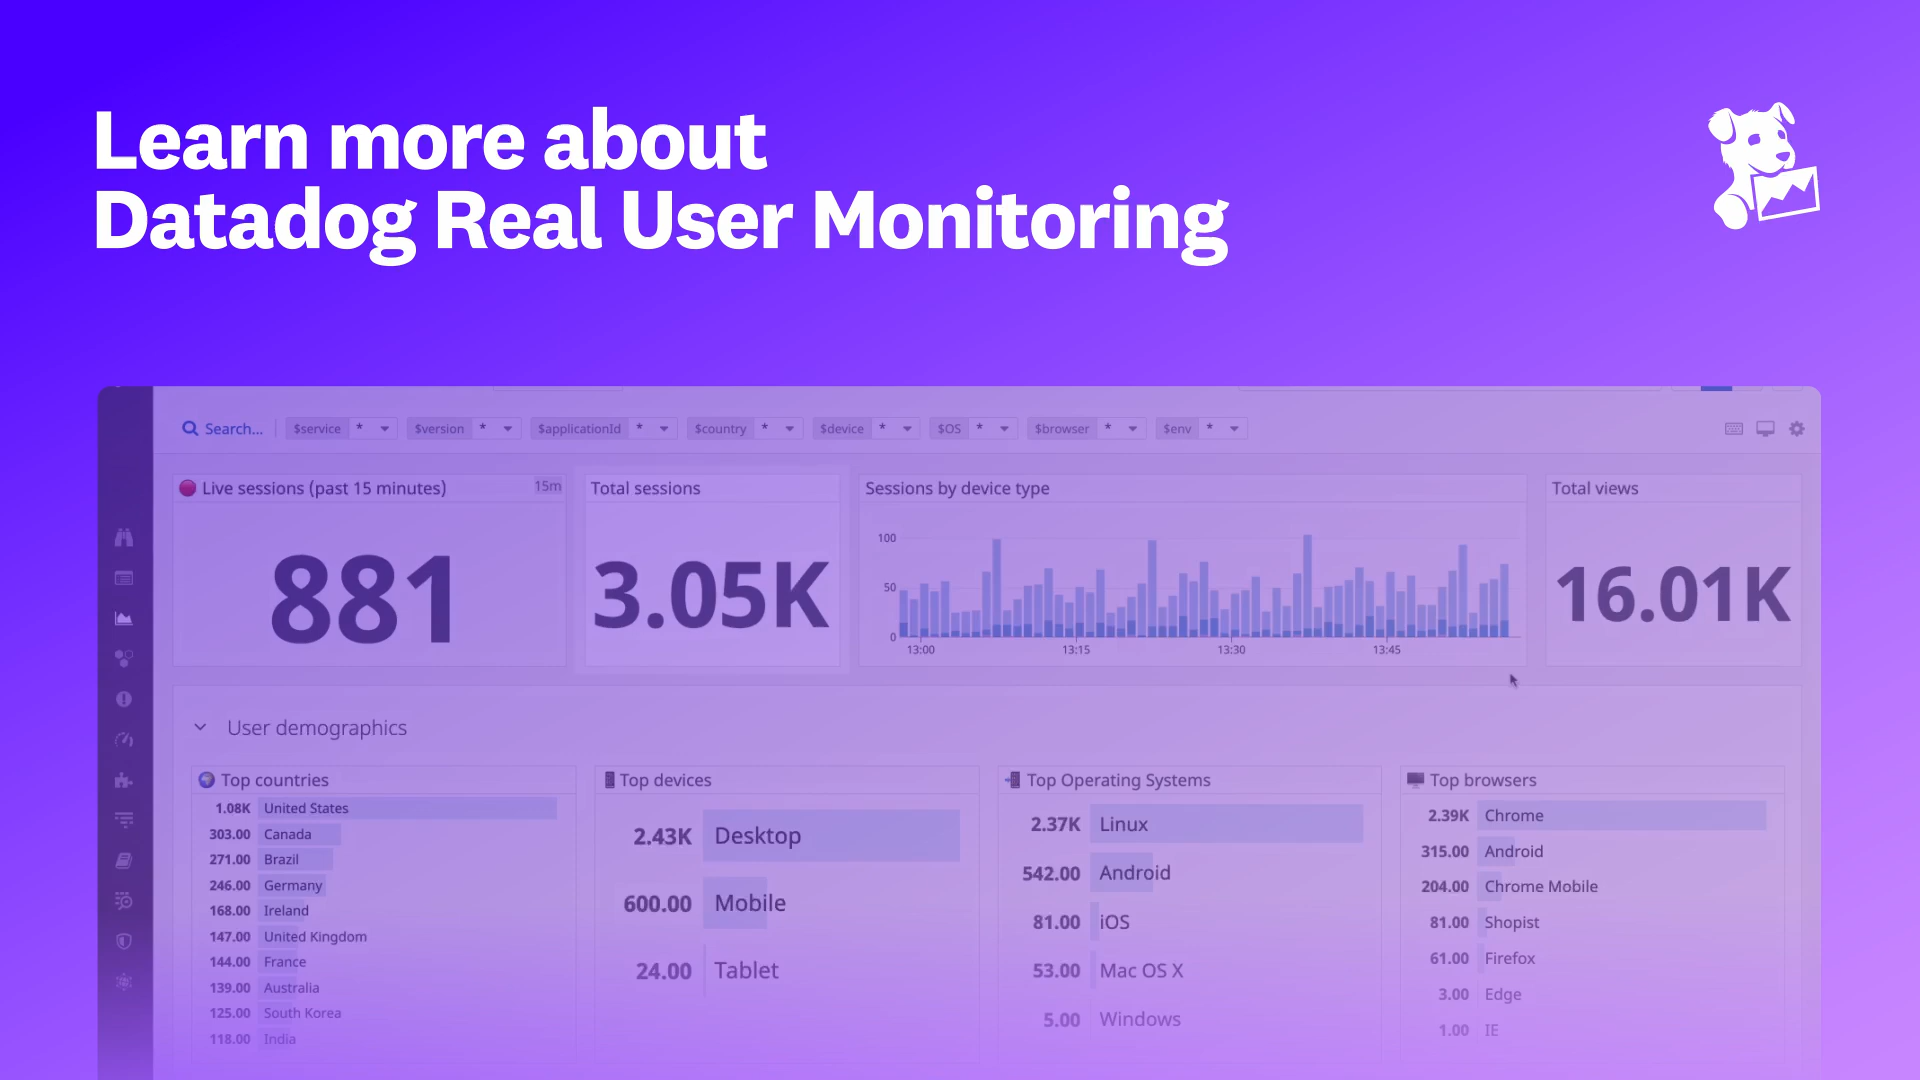 Learn more about
Datadog Real User Monitoring
Search...
$service *
$version *
$applicationId *
$country *
$device *
$OS *
$browser *
$env *
Live sessions (past 15 minutes)
15m
881
Total sessions
3.05K
Sessions by device type
100
50
0
13:00
13:15
13:30
13:45
Total views
16.01K
User demographics
Top countries
1.08K United States
303.00 Canada
271.00 Brazil
246.00 Germany
168.00 Ireland
147.00 United Kingdom
144.00 France
139.00 Australia
125.00 South Korea
118.00 India
Top devices
2.43K Desktop
600.00 Mobile
24.00 Tablet
Top Operating Systems
2.37K Linux
542.00 Android
81.00 iOS
53.00 Mac OS X
5.00 Windows
Top browsers
2.39K Chrome
315.00 Android
204.00 Chrome Mobile
81.00 Shopist
61.00 Firefox
3.00 Edge
1.00 IE